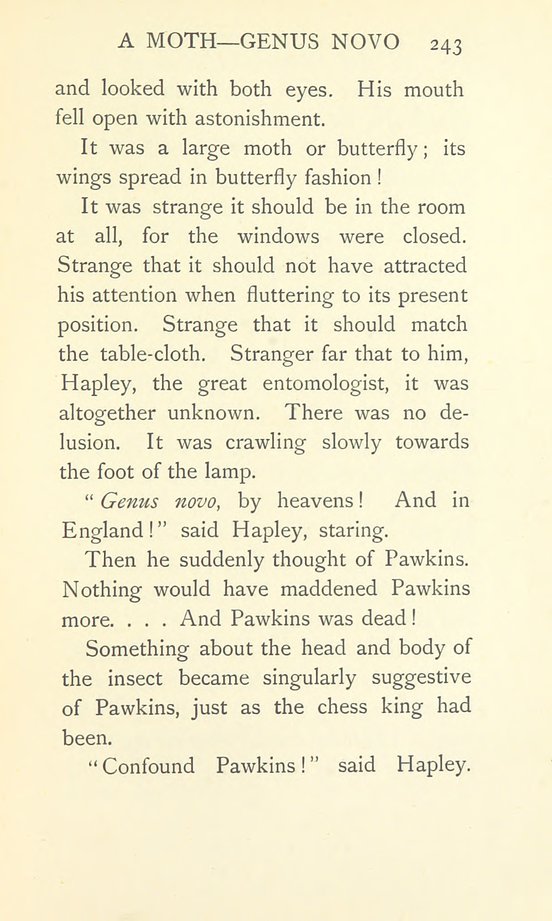 A MOTH—GENUS NOVO 243
and looked with both eyes. His mouth
fell open with astonishment.
It was a large moth or butterfly; its
wings spread in butterfly fashion!
It was strange it should be in the room
at all, for the windows were closed.
Strange that it should not have attracted
his attention when fluttering to its present
position. Strange that it should match
the table-cloth. Stranger far that to him,
Hapley, the great entomologist, it was
altogether unknown. There was no de-
lusion. It was crawling slowly towards
the foot of the lamp.
"Genus novo, by heavens! And in
England!" said Hapley, staring.
Then he suddenly thought of Pawkins.
Nothing would have maddened Pawkins
more. . . . And Pawkins was dead!
Something about the head and body of
the insect became singularly suggestive
of Pawkins, just as the chess king had
been.
"Confound Pawkins!" said Hapley.